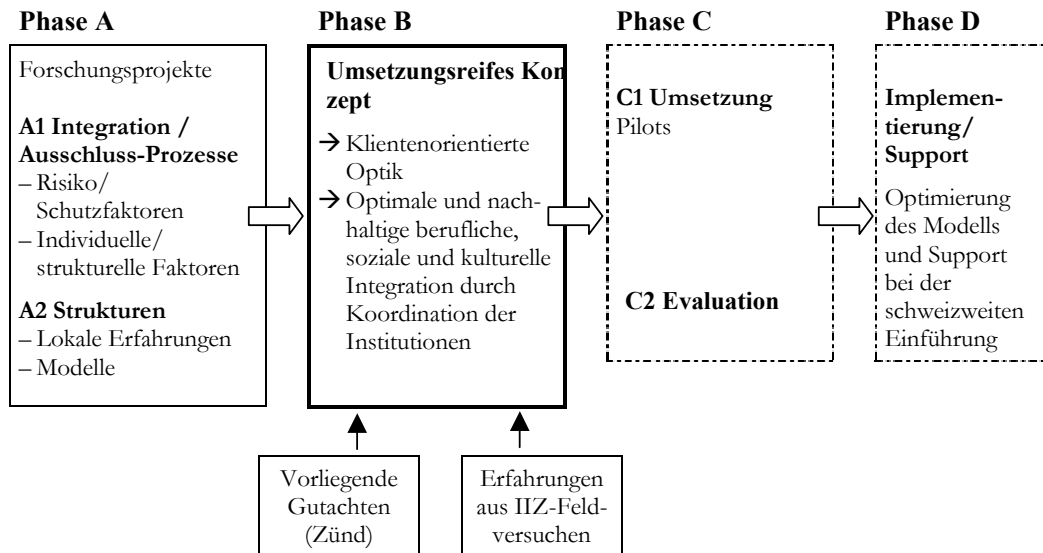 Phase A
Forschungsprojekte
A1 Integration /
Ausschluss-Prozesse
– Risiko/
Schutzfaktoren
– Individuelle/
strukturelle Faktoren
A2 Strukturen
– Lokale Erfahrungen
– Modelle
Phase B
Umsetzungsreifes Kon
zept
→ Klientenorientierte
Optik
→ Optimale und nach-
haltige berufliche,
soziale und kulturelle
Integration durch
Koordination der
Institutionen
Phase C
C1 Umsetzung
Pilots
C2 Evaluation
Phase D
Implemen-
tierung/
Support
Optimierung
des Modells
und Support
bei der
schweizweiten
Einführung
Vorliegende
Gutachten
(Zünd)
Erfahrungen
aus IIZ-Feld-
versuchen